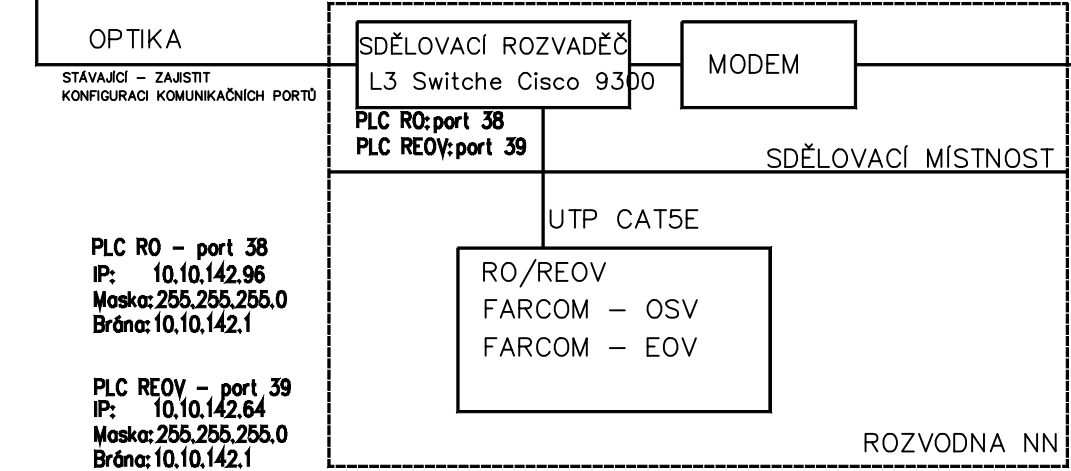 OPTIKA
STÁVAJÍCÍ – ZAJISTIT
KONFIGURACI KOMUNIKAČNÍCH PORTŮ
SDĚLOVACÍ ROZVADĚČ
L3 Switche Cisco 9300
MODEM
PLC RO: port 38
PLC REOV: port 39
SDĚLOVACÍ MÍSTNOST
UTP CAT5E
PLC RO – port 38
IP: 10.10.142.96
Maska: 255.255.255.0
Brána: 10.10.142.1
RO/REOV
FARCOM – OSV
FARCOM – EOV
PLC REOV – port 39
IP: 10.10.142.64
Maska: 255.255.255.0
Brána: 10.10.142.1
ROZVODNA NN